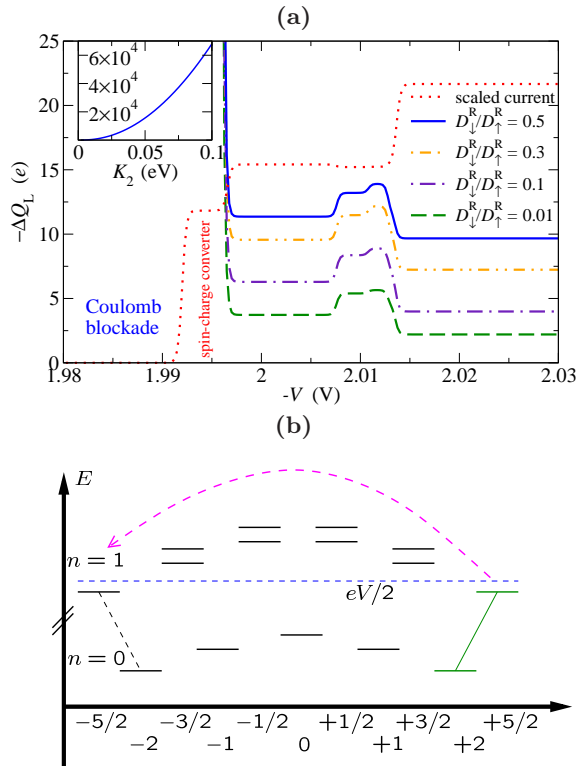 (a)
25
20
15
10
5
0
−ΔQ_L (e)
6×10^4
4×10^4
2×10^4
0 0.05 0.1
K_2 (eV)
scaled current
D^R_↓/D^R_↑ = 0.5
D^R_↓/D^R_↑ = 0.3
D^R_↓/D^R_↑ = 0.1
D^R_↓/D^R_↑ = 0.01
Coulomb
blockade
spin-charge converter
1.98 1.99 2 2.01 2.02 2.03
-V (V)
(b)
E
n = 1
eV/2
n = 0
−5/2 −3/2 −1/2 +1/2 +3/2 +5/2
−2 −1 0 +1 +2